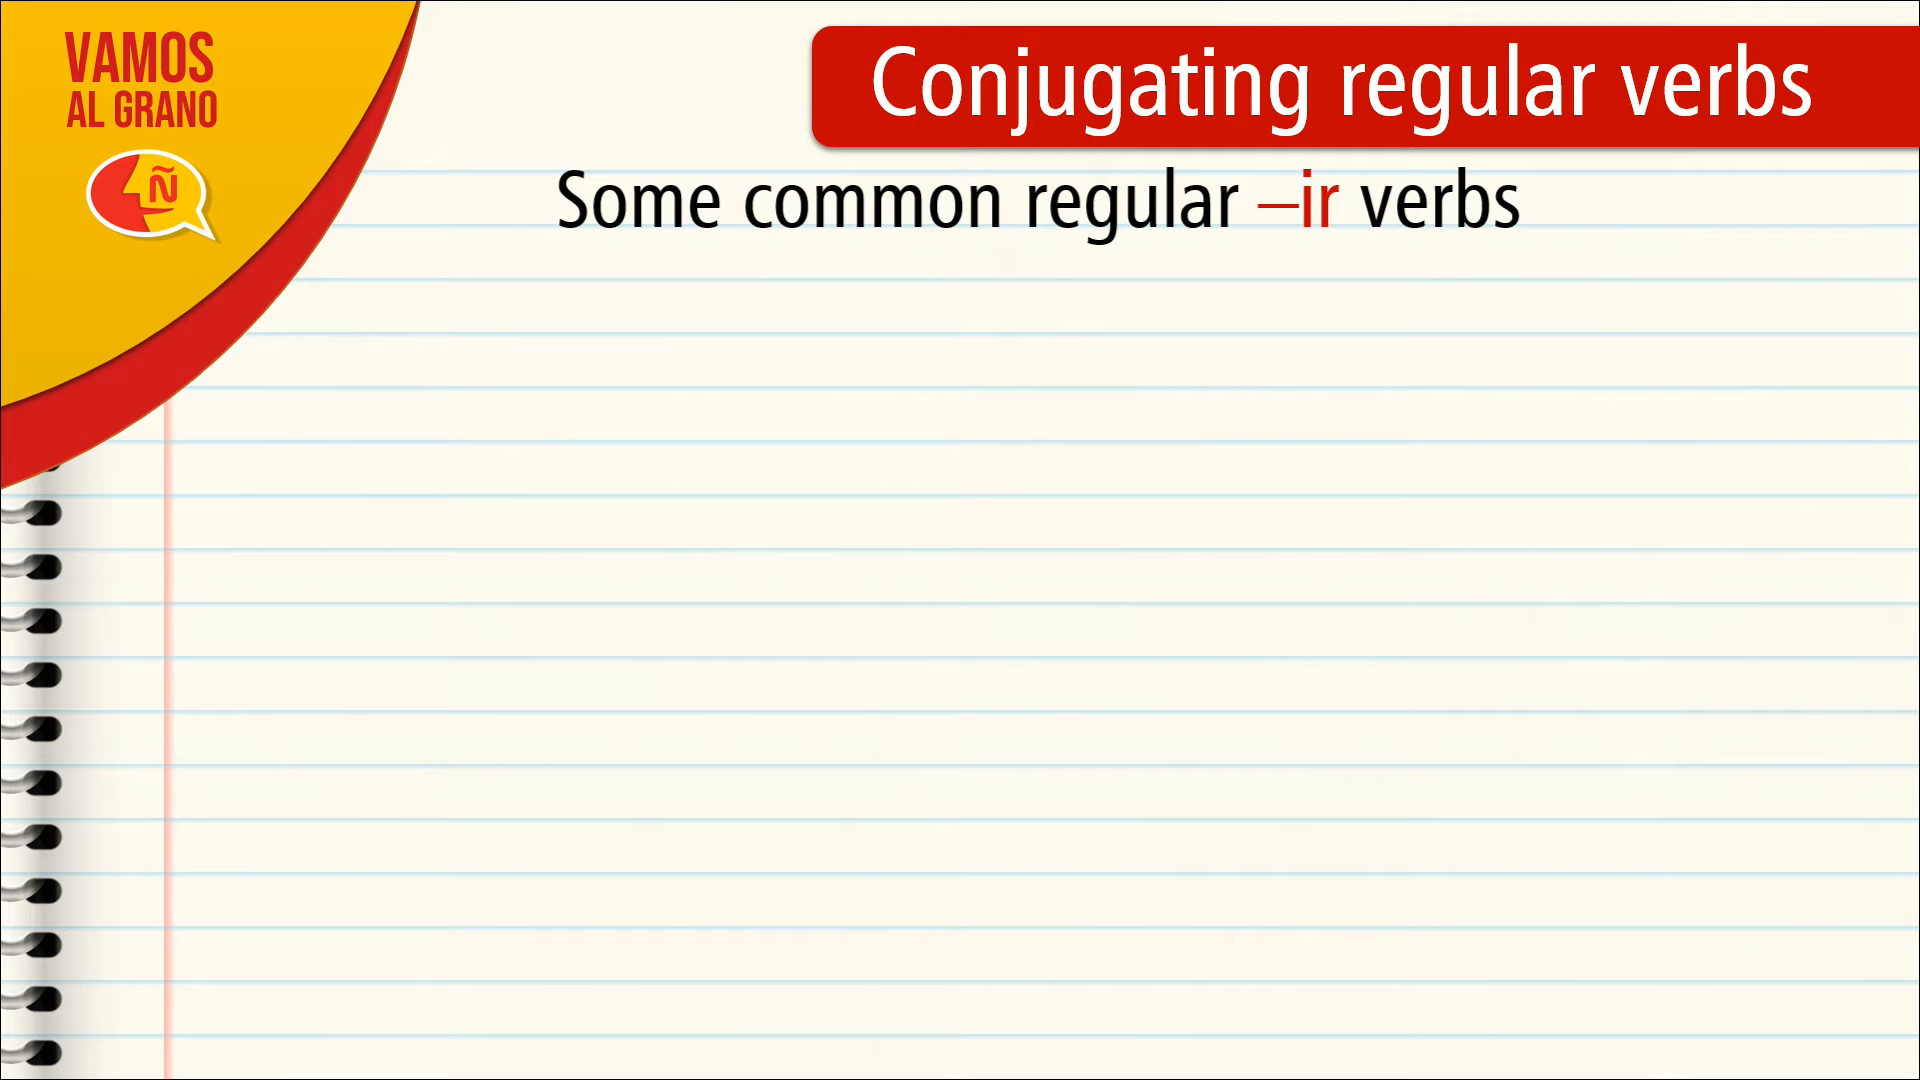 VAMOS
AL GRANO
Ñ
Conjugating regular verbs
Some common regular –ir verbs